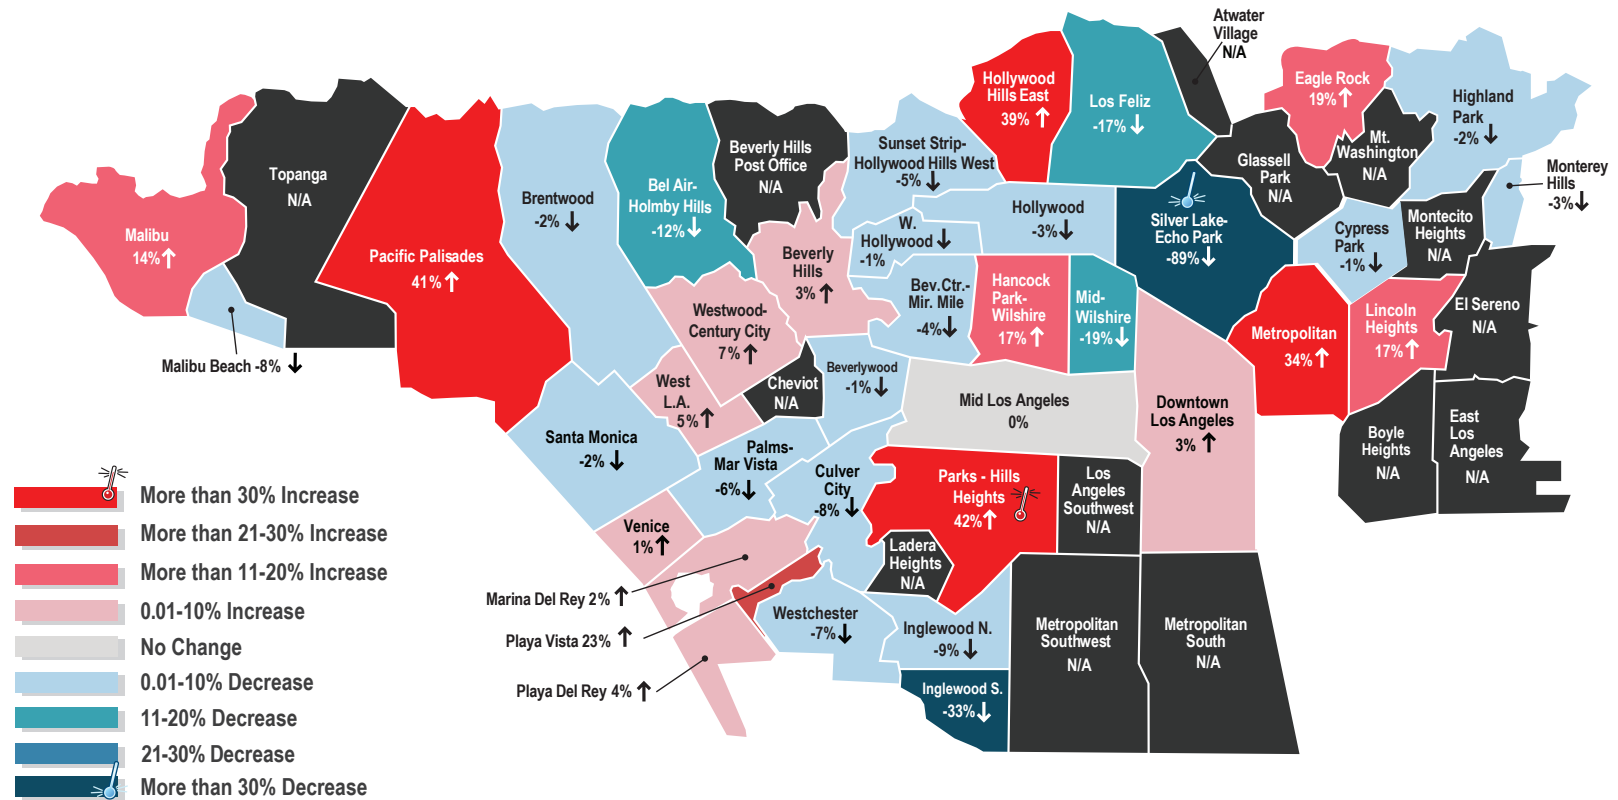 Atwater
Village
N/A
Hollywood
Hills East
39%
Los Feliz
-17%
Eagle Rock
19%
Highland
Park
-2%
Mt.
Washington
N/A
Glassell
Park
N/A
Monterey
Hills
-3%
Topanga
N/A
Beverly Hills
Post Office
N/A
Sunset Strip-
Hollywood Hills West
-5%
Malibu
14%
Brentwood
-2%
Bel Air-
Holmby Hills
-12%
Hollywood
-3%
W.
Hollywood
-1%
Silver Lake-
Echo Park
-89%
Cypress
Park
-1%
Montecito
Heights
N/A
Pacific Palisades
41%
Beverly
Hills
3%
Bev.Ctr.-
Mir. Mile
-4%
Hancock
Park-
Wilshire
17%
Mid-
Wilshire
-19%
Westwood-
Century City
7%
Metropolitan
34%
Lincoln
Heights
17%
El Sereno
N/A
Malibu Beach -8%
West
L.A.
5%
Cheviot
N/A
Beverlywood
-1%
Mid Los Angeles
0%
Downtown
Los Angeles
3%
Boyle
Heights
N/A
East
Los
Angeles
N/A
Santa Monica
-2%
Palms-
Mar Vista
-6%
Culver
City
-8%
Parks - Hills
Heights
42%
Los
Angeles
Southwest
N/A
Venice
1%
Ladera
Heights
N/A
Marina Del Rey 2%
Playa Vista 23%
Playa Del Rey 4%
Westchester
-7%
Inglewood N.
-9%
Metropolitan
Southwest
N/A
Metropolitan
South
N/A
Inglewood S.
-33%
More than 30% Increase
More than 21-30% Increase
More than 11-20% Increase
0.01-10% Increase
No Change
0.01-10% Decrease
11-20% Decrease
21-30% Decrease
More than 30% Decrease